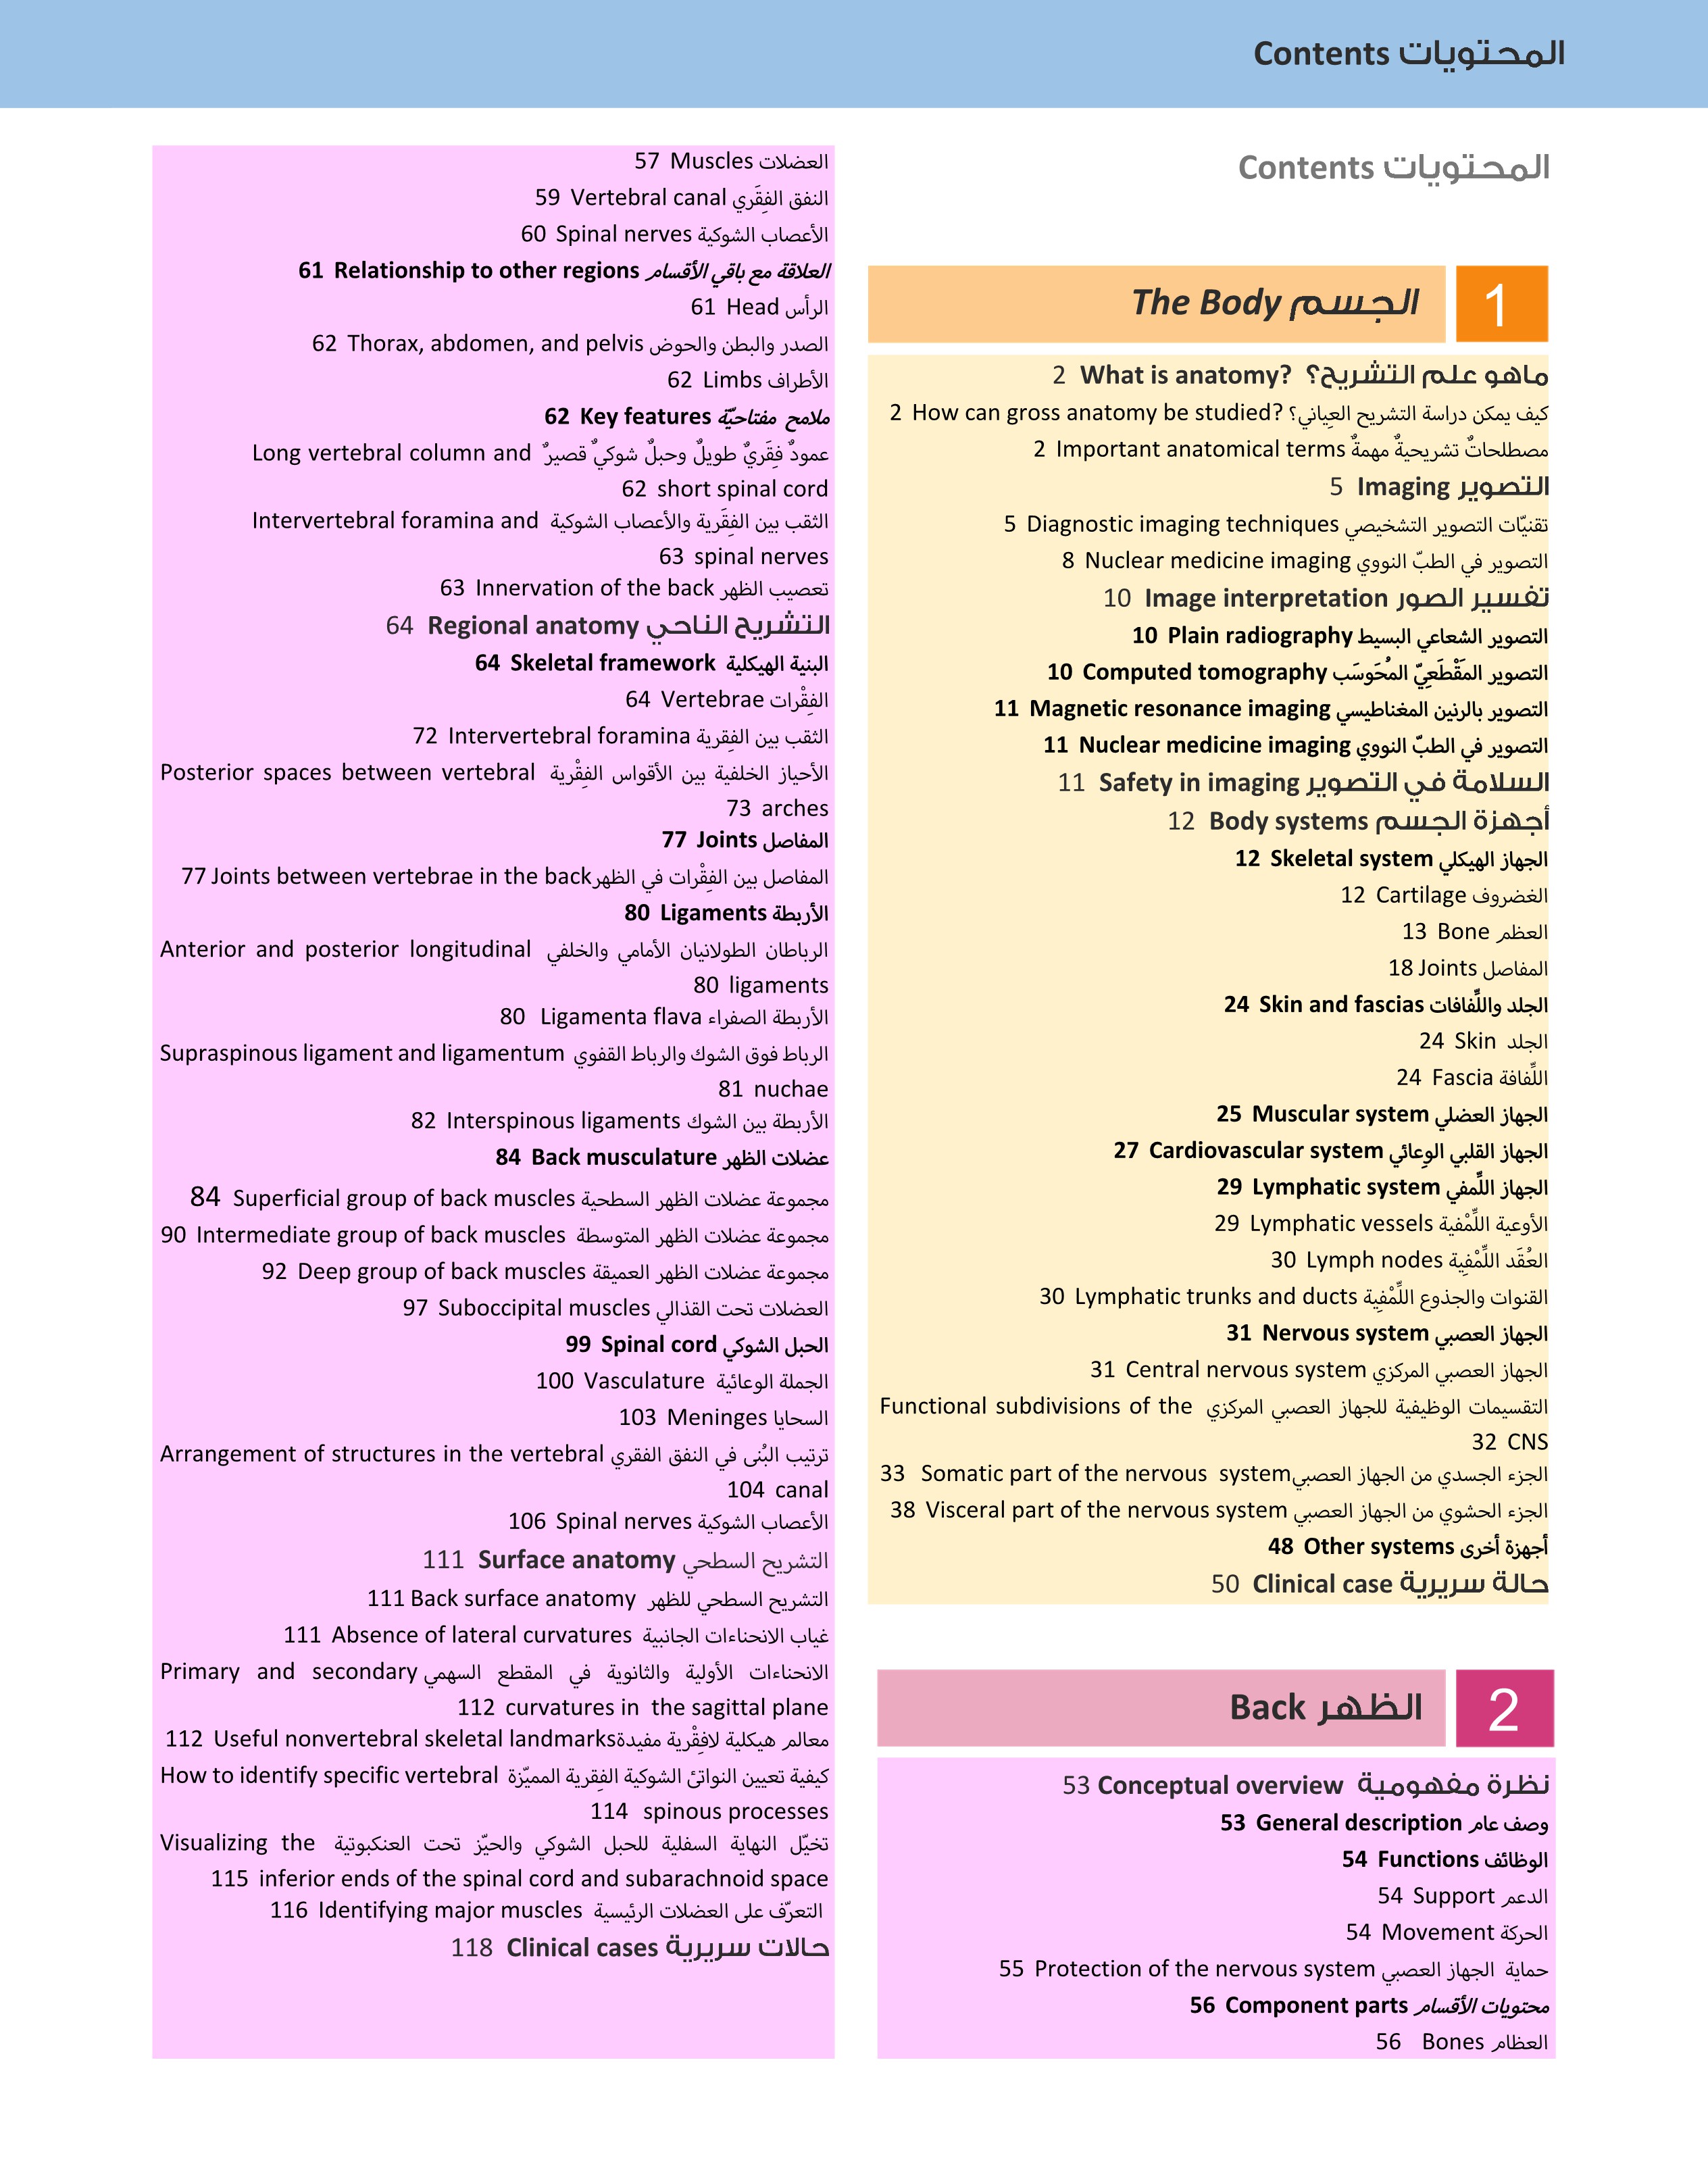 المحتويات Contents
المحتويات Contents
1
الجسم The Body
ماهو علم التشريح؟ What is anatomy? 2
كيف يمكن دراسة التشريح العِياني؟ How can gross anatomy be studied? 2
مصطلحاتٌ تشريحيةٌ مهمةٌ Important anatomical terms 2
التصوير Imaging 5
تقنيّات التصوير التشخيصي Diagnostic imaging techniques 5
التصوير في الطبّ النووي Nuclear medicine imaging 8
تفسير الصور Image interpretation 10
التصوير الشعاعي البسيط Plain radiography 10
التصوير المَقْطَعِيّ المُحَوسَب Computed tomography 10
التصوير بالرنين المغناطيسي Magnetic resonance imaging 11
التصوير في الطبّ النووي Nuclear medicine imaging 11
السلامة في التصوير Safety in imaging 11
أجهزة الجسم Body systems 12
الجهاز الهيكلي Skeletal system 12
الغضروف Cartilage 12
العظم Bone 13
المفاصل Joints 18
الجلد واللِّفافات Skin and fascias 24
الجلد Skin 24
اللِّفافة Fascia 24
الجهاز العضلي Muscular system 25
الجهاز القلبي الوِعائي Cardiovascular system 27
الجهاز اللِّمفي Lymphatic system 29
الأوعية اللِّمْفية Lymphatic vessels 29
العُقَد اللِّمْفِية Lymph nodes 30
القنوات والجذوع اللِّمْفِية Lymphatic trunks and ducts 30
الجهاز العصبي Nervous system 31
الجهاز العصبي المركزي Central nervous system 31
التقسيمات الوظيفية للجهاز العصبي المركزي Functional subdivisions of the
CNS 32
الجزء الجسدي من الجهاز العصبي Somatic part of the nervous system 33
الجزء الحشوي من الجهاز العصبي Visceral part of the nervous system 38
أجهزة أخرى Other systems 48
حالة سريرية Clinical case 50
2
الظهر Back
نظرة مفهومية Conceptual overview 53
وصف عام General description 53
الوظائف Functions 54
الدعم Support 54
الحركة Movement 54
حماية الجهاز العصبي Protection of the nervous system 55
محتويات الأقسام Component parts 56
العظام Bones 56
العضلات Muscles 57
النفق الفِقَري Vertebral canal 59
الأعصاب الشوكية Spinal nerves 60
العلاقة مع باقي الأقسام Relationship to other regions 61
الرأس Head 61
الصدر والبطن والحوض Thorax, abdomen, and pelvis 62
الأطراف Limbs 62
ملامح مفتاحيّة Key features 62
عمودٌ فِقَريٌ طويلٌ وحبلٌ شوكيٌ قصيرٌ Long vertebral column and
short spinal cord 62
الثقب بين الفِقَرية والأعصاب الشوكية Intervertebral foramina and
spinal nerves 63
تعصيب الظهر Innervation of the back 63
التشريح الناحي Regional anatomy 64
البنية الهيكلية Skeletal framework 64
الفِقْرات Vertebrae 64
الثقب بين الفِقرية Intervertebral foramina 72
الأحياز الخلفية بين الأقواس الفِقْرية Posterior spaces between vertebral
arches 73
المفاصل Joints 77
المفاصل بين الفِقْرات في الظهر Joints between vertebrae in the back 77
الأربطة Ligaments 80
الرباطان الطولانيان الأمامي والخلفي Anterior and posterior longitudinal
ligaments 80
الأربطة الصفراء Ligamenta flava 80
الرباط فوق الشوك والرباط القفوي Supraspinous ligament and ligamentum
nuchae 81
الأربطة بين الشوك Interspinous ligaments 82
عضلات الظهر Back musculature 84
مجموعة عضلات الظهر السطحية Superficial group of back muscles 84
مجموعة عضلات الظهر المتوسطة Intermediate group of back muscles 90
مجموعة عضلات الظهر العميقة Deep group of back muscles 92
العضلات تحت القذالي Suboccipital muscles 97
الحبل الشوكي Spinal cord 99
الجملة الوعائية Vasculature 100
السحايا Meninges 103
ترتيب البُنى في النفق الفقري Arrangement of structures in the vertebral
canal 104
الأعصاب الشوكية Spinal nerves 106
التشريح السطحي Surface anatomy 111
التشريح السطحي للظهر Back surface anatomy 111
غياب الانحناءات الجانبية Absence of lateral curvatures 111
الانحناءات الأولية والثانوية في المقطع السهمي Primary and secondary
curvatures in the sagittal plane 112
معالم هيكلية لافِقْرية مفيدة Useful nonvertebral skeletal landmarks 112
كيفية تعيين النواتئ الشوكية الفِقرية المميّزة How to identify specific vertebral
spinous processes 114
تخيّل النهاية السفلية للحبل الشوكي والحيّز تحت العنكبوتية Visualizing the
inferior ends of the spinal cord and subarachnoid space 115
التعرّف على العضلات الرئيسية Identifying major muscles 116
حالات سريرية Clinical cases 118